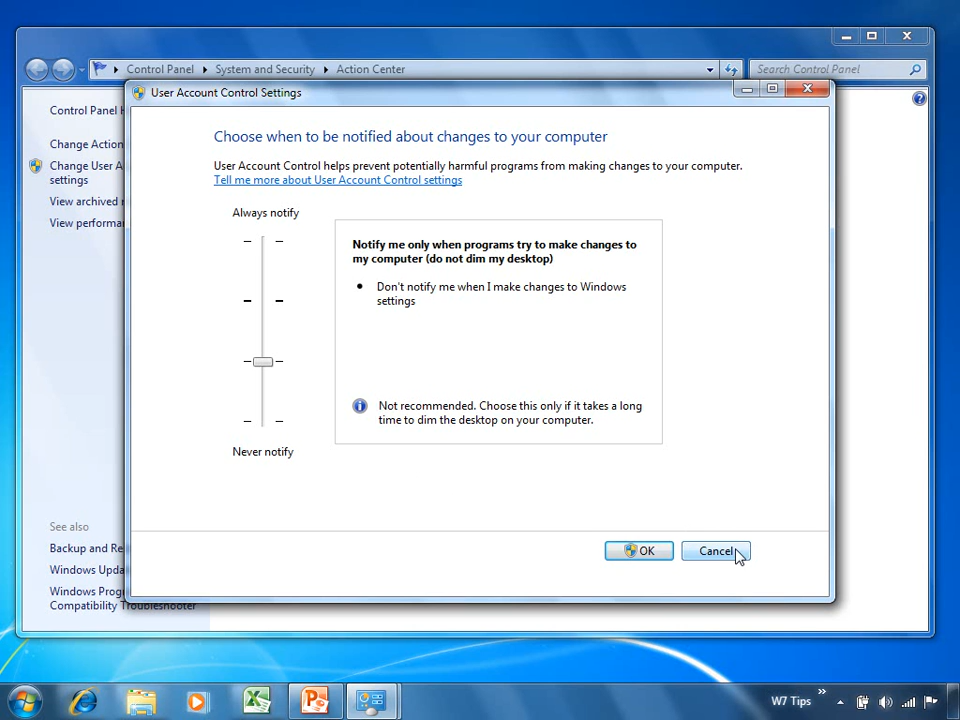 Control Panel
System and Security
Action Center
Search Control Panel
User Account Control Settings
Control Panel H
Change Action
Change User A
settings
View archived
View performa
Choose when to be notified about changes to your computer
User Account Control helps prevent potentially harmful programs from making changes to your computer.
Tell me more about User Account Control settings
Always notify
Notify me only when programs try to make changes to
my computer (do not dim my desktop)
Don't notify me when I make changes to Windows
settings
Not recommended. Choose this only if it takes a long
time to dim the desktop on your computer.
Never notify
See also
Backup and Re
Windows Upda
Windows Prog
Compatibility Troubleshooter
OK
Cancel
W7 Tips